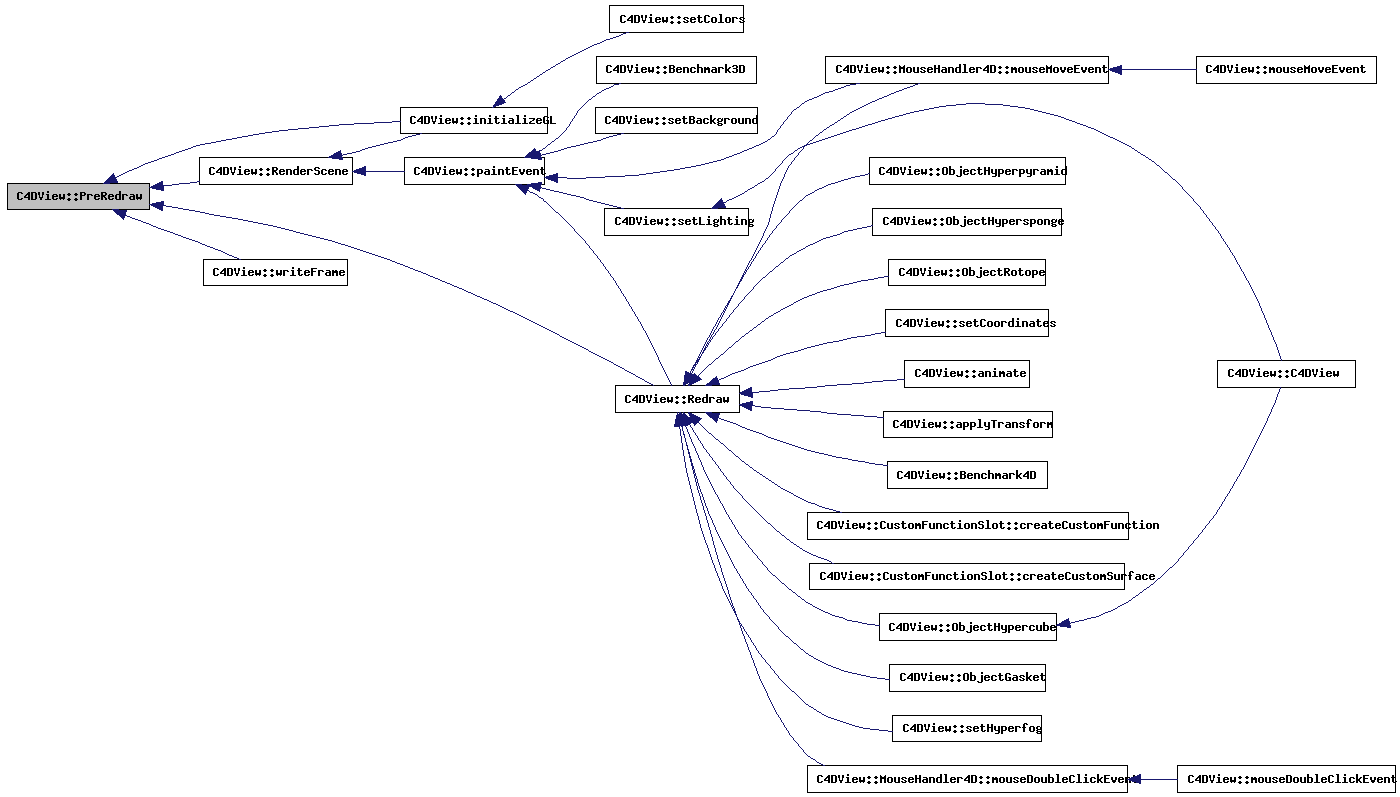 C4DView::setColors
C4DView::Benchmark3D
C4DView::MouseHandler4D::mouseMoveEvent
C4DView::mouseMoveEvent
C4DView::initializeGL
C4DView::setBackground
C4DView::RenderScene
C4DView::paintEvent
C4DView::ObjectHyperpyramid
C4DView::PreRedraw
C4DView::setLighting
C4DView::ObjectHypersponge
C4DView::writeFrame
C4DView::ObjectRotope
C4DView::setCoordinates
C4DView::animate
C4DView::C4DView
C4DView::Redraw
C4DView::applyTransform
C4DView::Benchmark4D
C4DView::CustomFunctionSlot::createCustomFunction
C4DView::CustomFunctionSlot::createCustomSurface
C4DView::ObjectHypercube
C4DView::ObjectGasket
C4DView::setHyperfog
C4DView::MouseHandler4D::mouseDoubleClickEvent
C4DView::mouseDoubleClickEvent